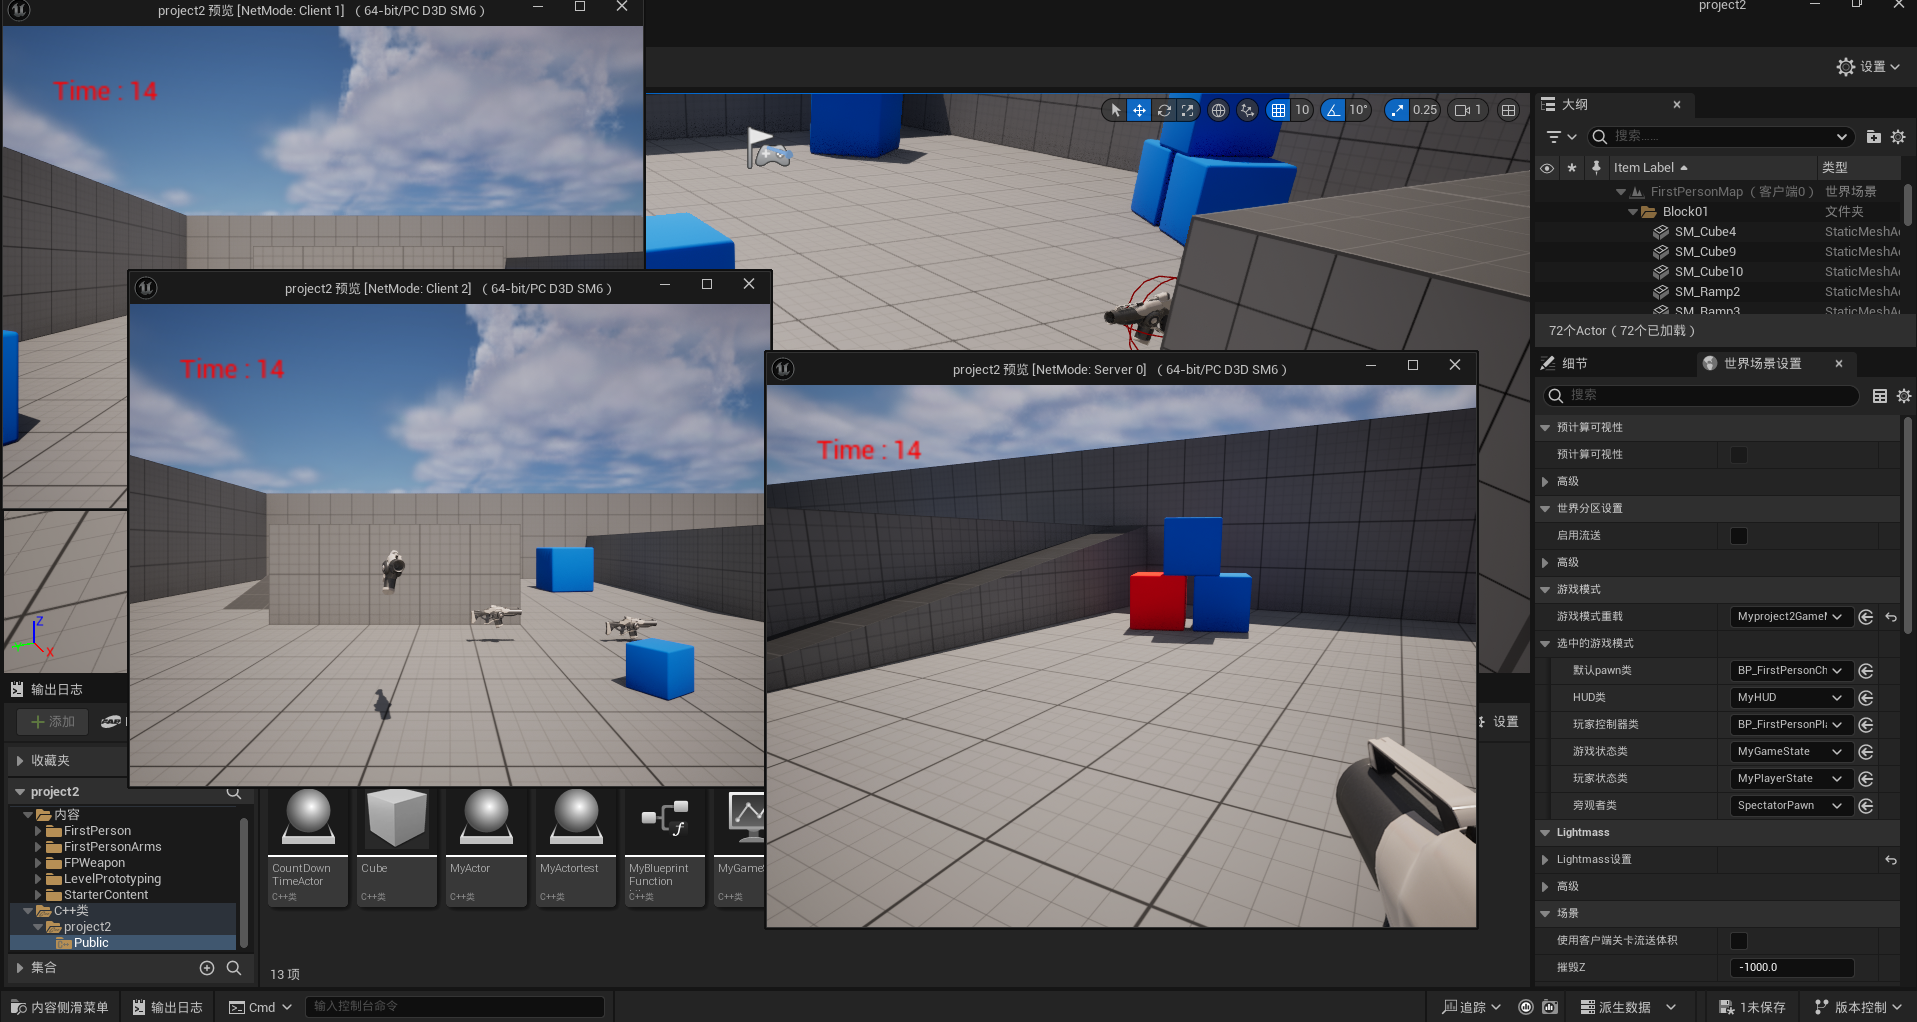 project2 预览 [NetMode: Client 1] （64-bit/PC D3D SM6）
project2
Time : 14
设置
10
10°
0.25
1
大纲
搜索......
Item Label
类型
FirstPersonMap（客户端0）
世界场景
Block01
文件夹
SM_Cube4
StaticMeshA
SM_Cube9
StaticMeshA
SM_Cube10
StaticMeshA
SM_Ramp2
StaticMeshA
SM_Ramp3
72个Actor（72个已加载）
project2 预览 [NetMode: Client 2] （64-bit/PC D3D SM6）
Time : 14
project2 预览 [NetMode: Server 0] （64-bit/PC D3D SM6）
Time : 14
细节
世界场景设置
搜索
预计算可视性
预计算可视性
高级
世界分区设置
启用流送
高级
游戏模式
游戏模式重载
Myproject2Game
选中的游戏模式
默认pawn类
BP_FirstPersonCh
HUD类
MyHUD
玩家控制器类
BP_FirstPersonPl
游戏状态类
MyGameState
玩家状态类
MyPlayerState
旁观者类
SpectatorPawn
Lightmass
Lightmass设置
高级
场景
使用客户端关卡流送体积
摧毁Z
-1000.0
Z
X
输出日志
添加
设置
收藏夹
project2
内容
FirstPerson
FirstPersonArms
FPWeapon
LevelPrototyping
StarterContent
C++类
project2
Public
集合
CountDown
TimeActor
C++类
Cube
C++类
MyActor
C++类
MyActortest
C++类
MyBlueprint
Function
C++类
MyGame
C++类
13 项
内容侧滑菜单
输出日志
Cmd
输入控制台命令
追踪
派生数据
1未保存
版本控制